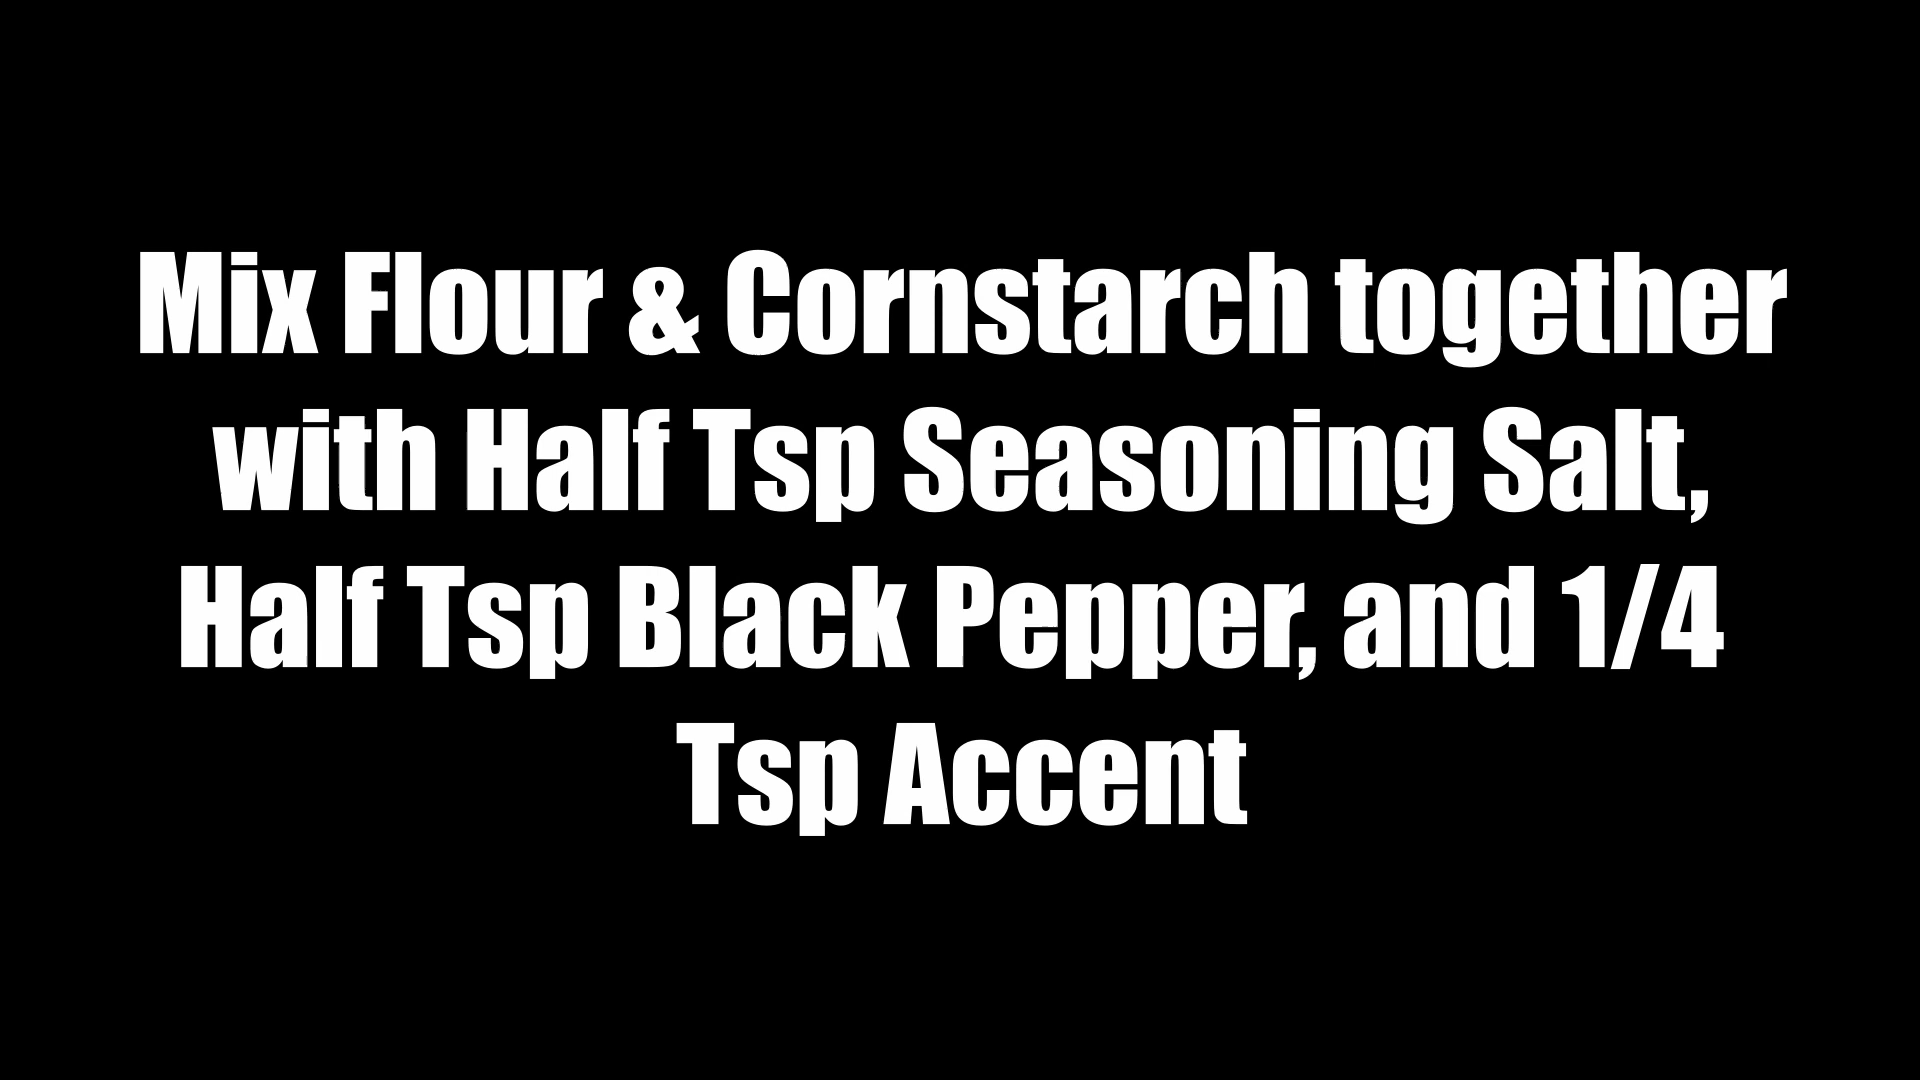 Mix Flour & Cornstarch together
with Half Tsp Seasoning Salt,
Half Tsp Black Pepper, and 1/4
Tsp Accent